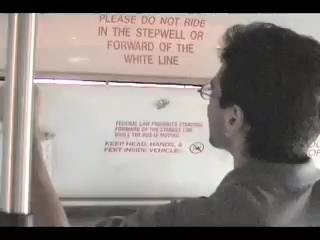 PLEASE DO NOT RIDE
IN THE STEPWELL OR
FORWARD OF THE
WHITE LINE
FEDERAL LAW PROHIBITS STANDING
FORWARD OF THE STANDEE LINE
WHILE THE BUS IS MOVING
KEEP HEAD, HANDS, &
FEET INSIDE VEHICLE